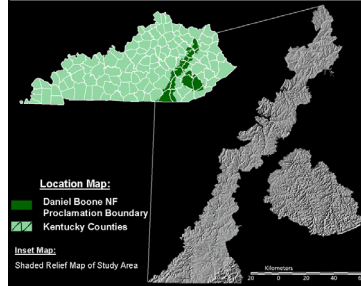 Location Map:
Daniel Boone NF
Proclamation Boundary
Kentucky Counties
Inset Map:
Shaded Relief Map of Study Area
Kilometers
20 0 20 40 60